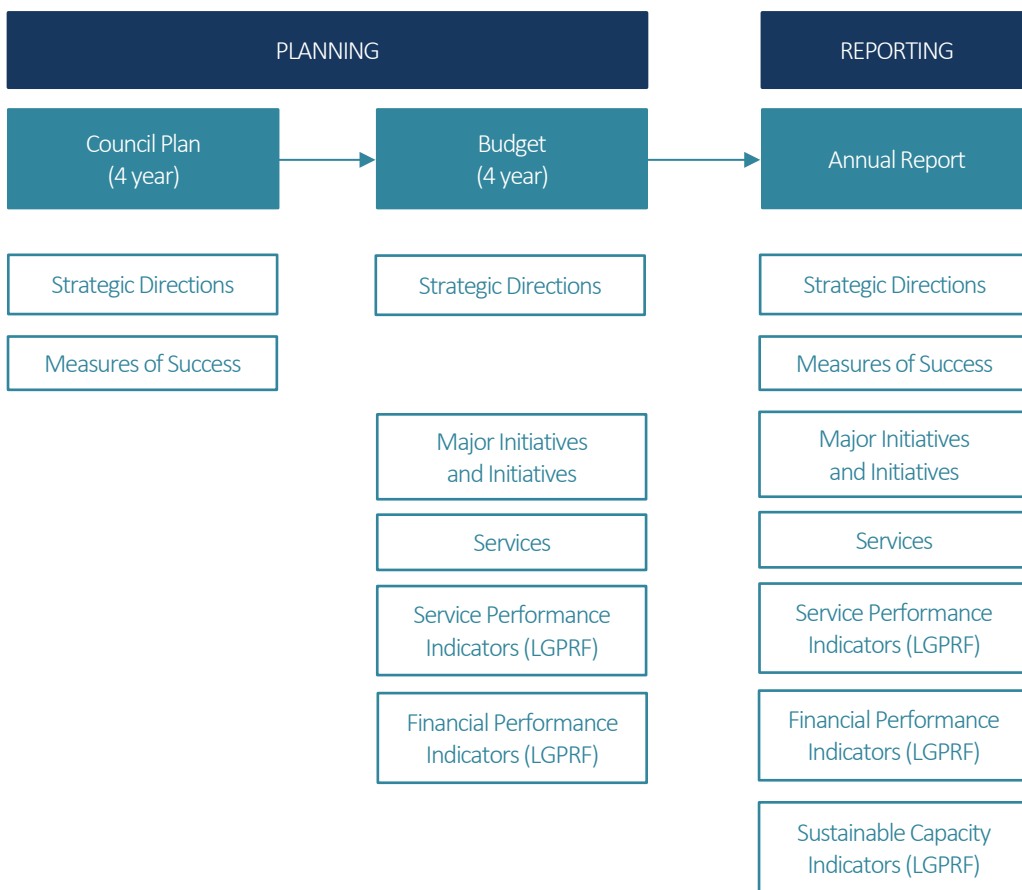 PLANNING
REPORTING
Council Plan
(4 year)
Budget
(4 year)
Annual Report
Strategic Directions
Strategic Directions
Strategic Directions
Measures of Success
Measures of Success
Major Initiatives
and Initiatives
Major Initiatives
and Initiatives
Services
Services
Service Performance
Indicators (LGPRF)
Service Performance
Indicators (LGPRF)
Financial Performance
Indicators (LGPRF)
Financial Performance
Indicators (LGPRF)
Sustainable Capacity
Indicators (LGPRF)